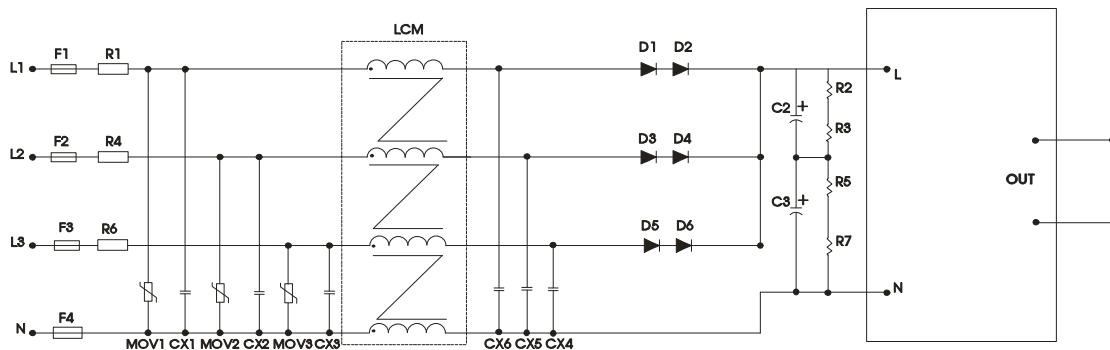 LCM
F1 R1 D1 D2
L1 L
C2 + R2
F2 R4 D3 D4 R3
L2
OUT
R5
F3 R6 D5 D6 C3 +
L3 R7
N
F4
N
MOV1 CX1 MOV2 CX2 MOV3 CX3 CX6 CX5 CX4